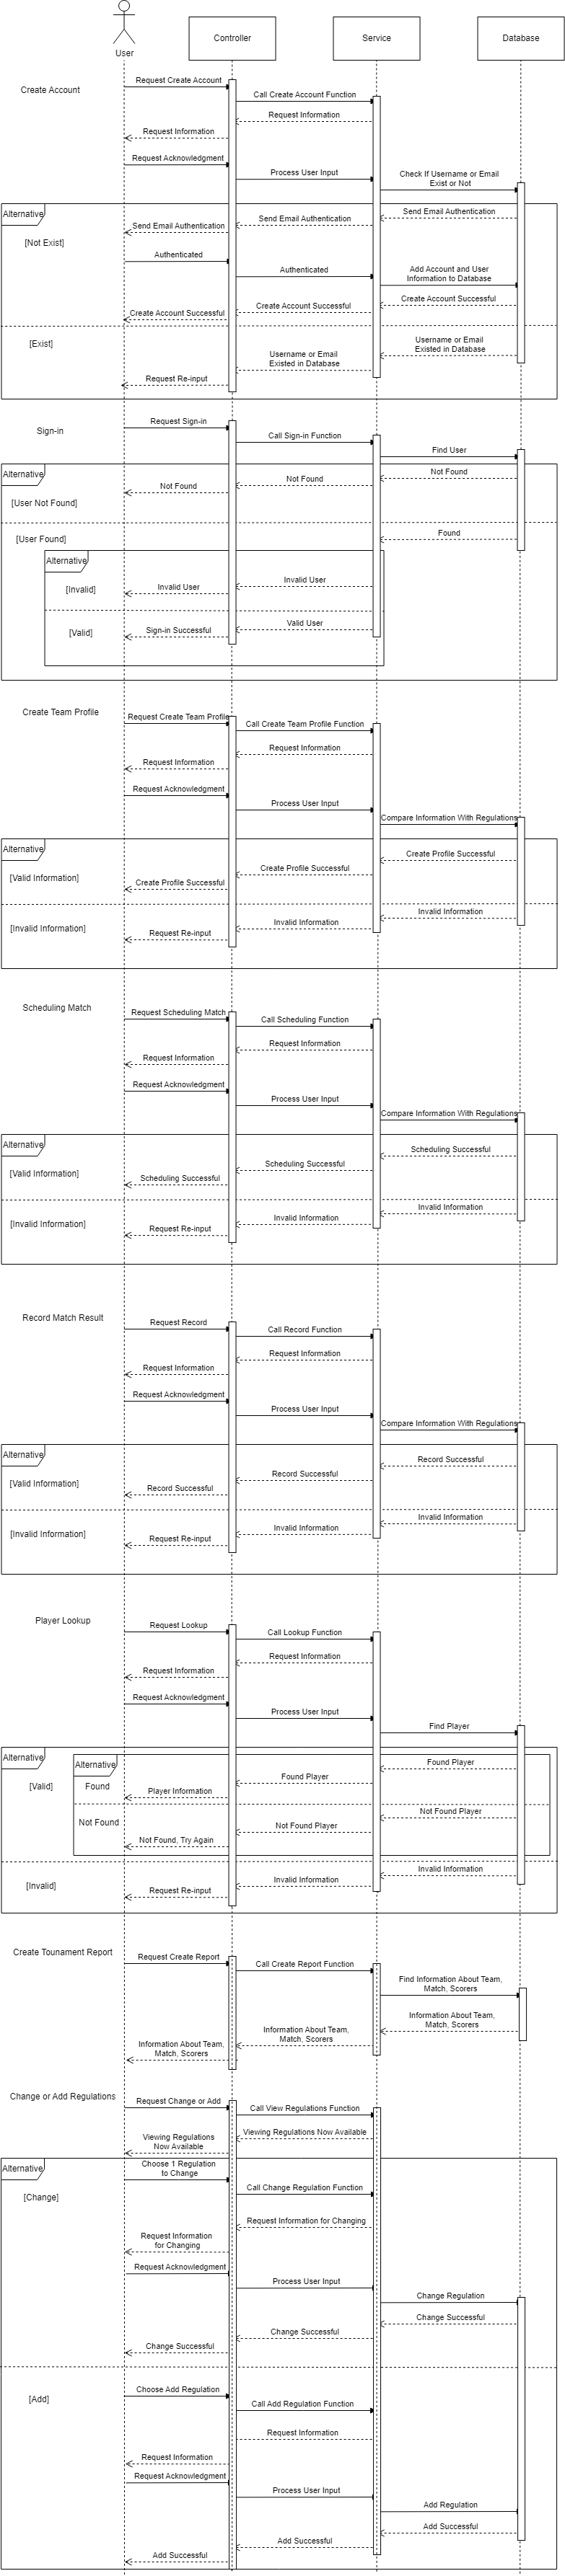 User
Controller
Service
Database
Create Account
Request Create Account
Call Create Account Function
Request Information
Request Information
Request Acknowledgment
Process User Input
Check If Username or Email
Exist or Not
Alternative
[Not Exist]
Send Email Authentication
Send Email Authentication
Send Email Authentication
Authenticated
Authenticated
Add Account and User
Information to Database
Create Account Successful
Create Account Successful
Create Account Successful
[Exist]
Username or Email
Existed in Database
Username or Email
Existed in Database
Request Re-input
Sign-in
Request Sign-in
Call Sign-in Function
Find User
Alternative
[User Not Found]
Not Found
Not Found
Not Found
[User Found]
Found
Alternative
[Invalid]
Invalid User
Invalid User
[Valid]
Valid User
Sign-in Successful
Create Team Profile
Request Create Team Profile
Call Create Team Profile Function
Request Information
Request Information
Request Acknowledgment
Process User Input
Compare Information With Regulations
Alternative
[Valid Information]
Create Profile Successful
Create Profile Successful
Create Profile Successful
[Invalid Information]
Invalid Information
Invalid Information
Request Re-input
Scheduling Match
Request Scheduling Match
Call Scheduling Function
Request Information
Request Information
Request Acknowledgment
Process User Input
Compare Information With Regulations
Alternative
[Valid Information]
Scheduling Successful
Scheduling Successful
Scheduling Successful
[Invalid Information]
Invalid Information
Invalid Information
Request Re-input
Record Match Result
Request Record
Call Record Function
Request Information
Request Information
Request Acknowledgment
Process User Input
Compare Information With Regulations
Alternative
[Valid Information]
Record Successful
Record Successful
Record Successful
[Invalid Information]
Invalid Information
Invalid Information
Request Re-input
Player Lookup
Request Lookup
Call Lookup Function
Request Information
Request Information
Request Acknowledgment
Process User Input
Find Player
Alternative
[Valid]
Alternative
Found
Found Player
Found Player
Player Information
Not Found
Not Found Player
Not Found Player
Not Found, Try Again
[Invalid]
Invalid Information
Invalid Information
Request Re-input
Create Tounament Report
Request Create Report
Call Create Report Function
Find Information About Team,
Match, Scorers
Information About Team,
Match, Scorers
Information About Team,
Match, Scorers
Information About Team,
Match, Scorers
Change or Add Regulations
Request Change or Add
Call View Regulations Function
Viewing Regulations Now Available
Viewing Regulations
Now Available
Alternative
[Change]
Choose 1 Regulation
to Change
Call Change Regulation Function
Request Information for Changing
Request Information
for Changing
Request Acknowledgment
Process User Input
Change Regulation
Change Successful
Change Successful
Change Successful
[Add]
Choose Add Regulation
Call Add Regulation Function
Request Information
Request Information
Request Acknowledgment
Process User Input
Add Regulation
Add Successful
Add Successful
Add Successful